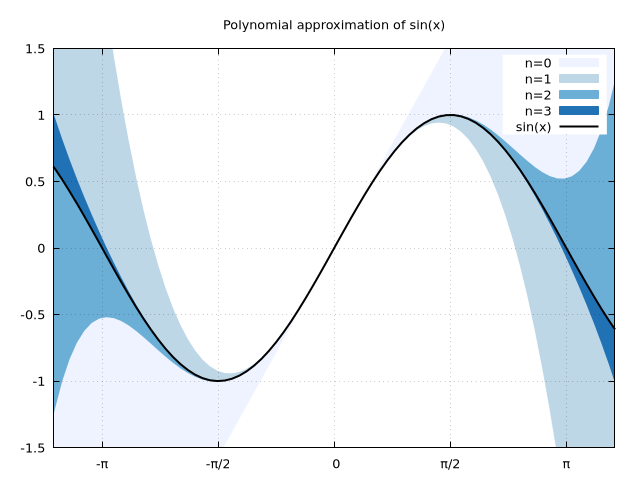 Polynomial approximation of sin(x)
1.5
1
0.5
0
-0.5
-1
-1.5
-π
-π/2
0
π/2
π
n=0
n=1
n=2
n=3
sin(x)